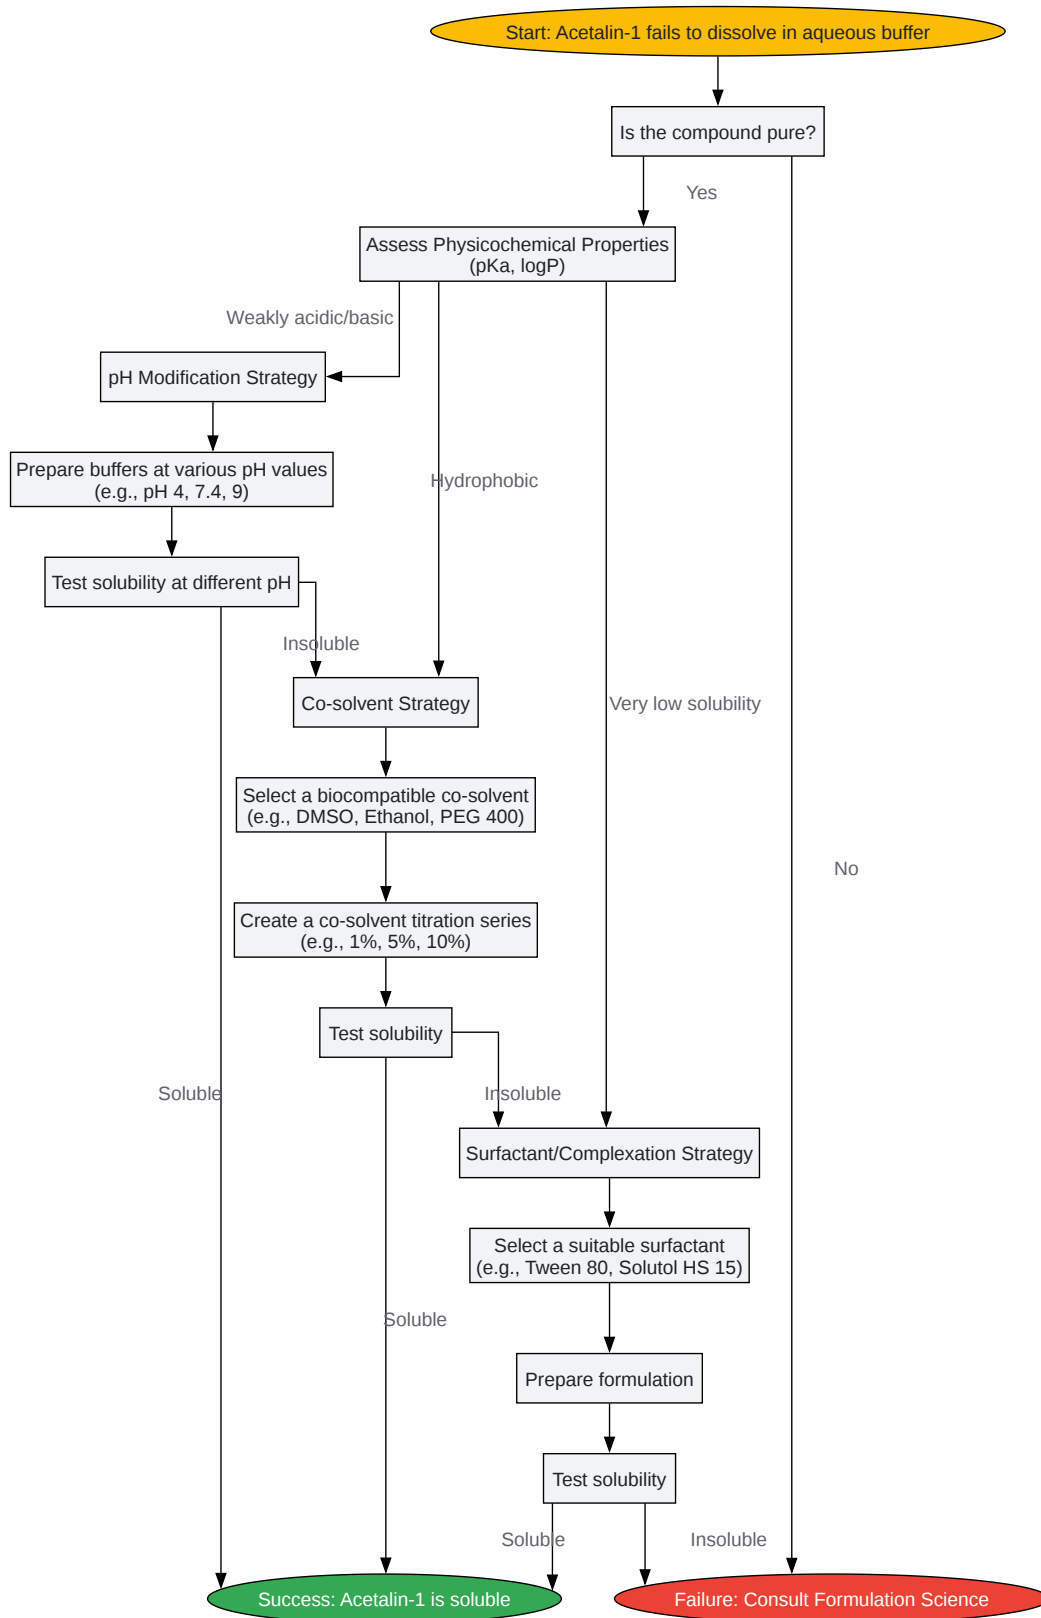 Start: Acetalin-1 fails to dissolve in aqueous buffer
Is the compound pure?
Yes
Assess Physicochemical Properties
(pKa, logP)
Weakly acidic/basic
pH Modification Strategy
Prepare buffers at various pH values
(e.g., pH 4, 7.4, 9)
Hydrophobic
Test solubility at different pH
Insoluble
Co-solvent Strategy
Very low solubility
Select a biocompatible co-solvent
(e.g., DMSO, Ethanol, PEG 400)
No
Create a co-solvent titration series
(e.g., 1%, 5%, 10%)
Test solubility
Soluble
Insoluble
Surfactant/Complexation Strategy
Select a suitable surfactant
(e.g., Tween 80, Solutol HS 15)
Soluble
Prepare formulation
Test solubility
Soluble
Insoluble
Success: Acetalin-1 is soluble
Failure: Consult Formulation Science